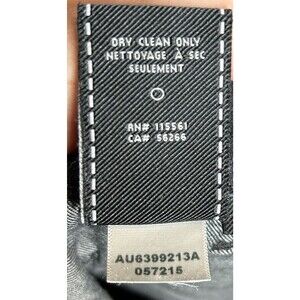 DRY CLEAN ONLY
NETTOYAGE À SEC
SEULEMENT
RN# 115561
CA# 56266
AU6399213A
057215